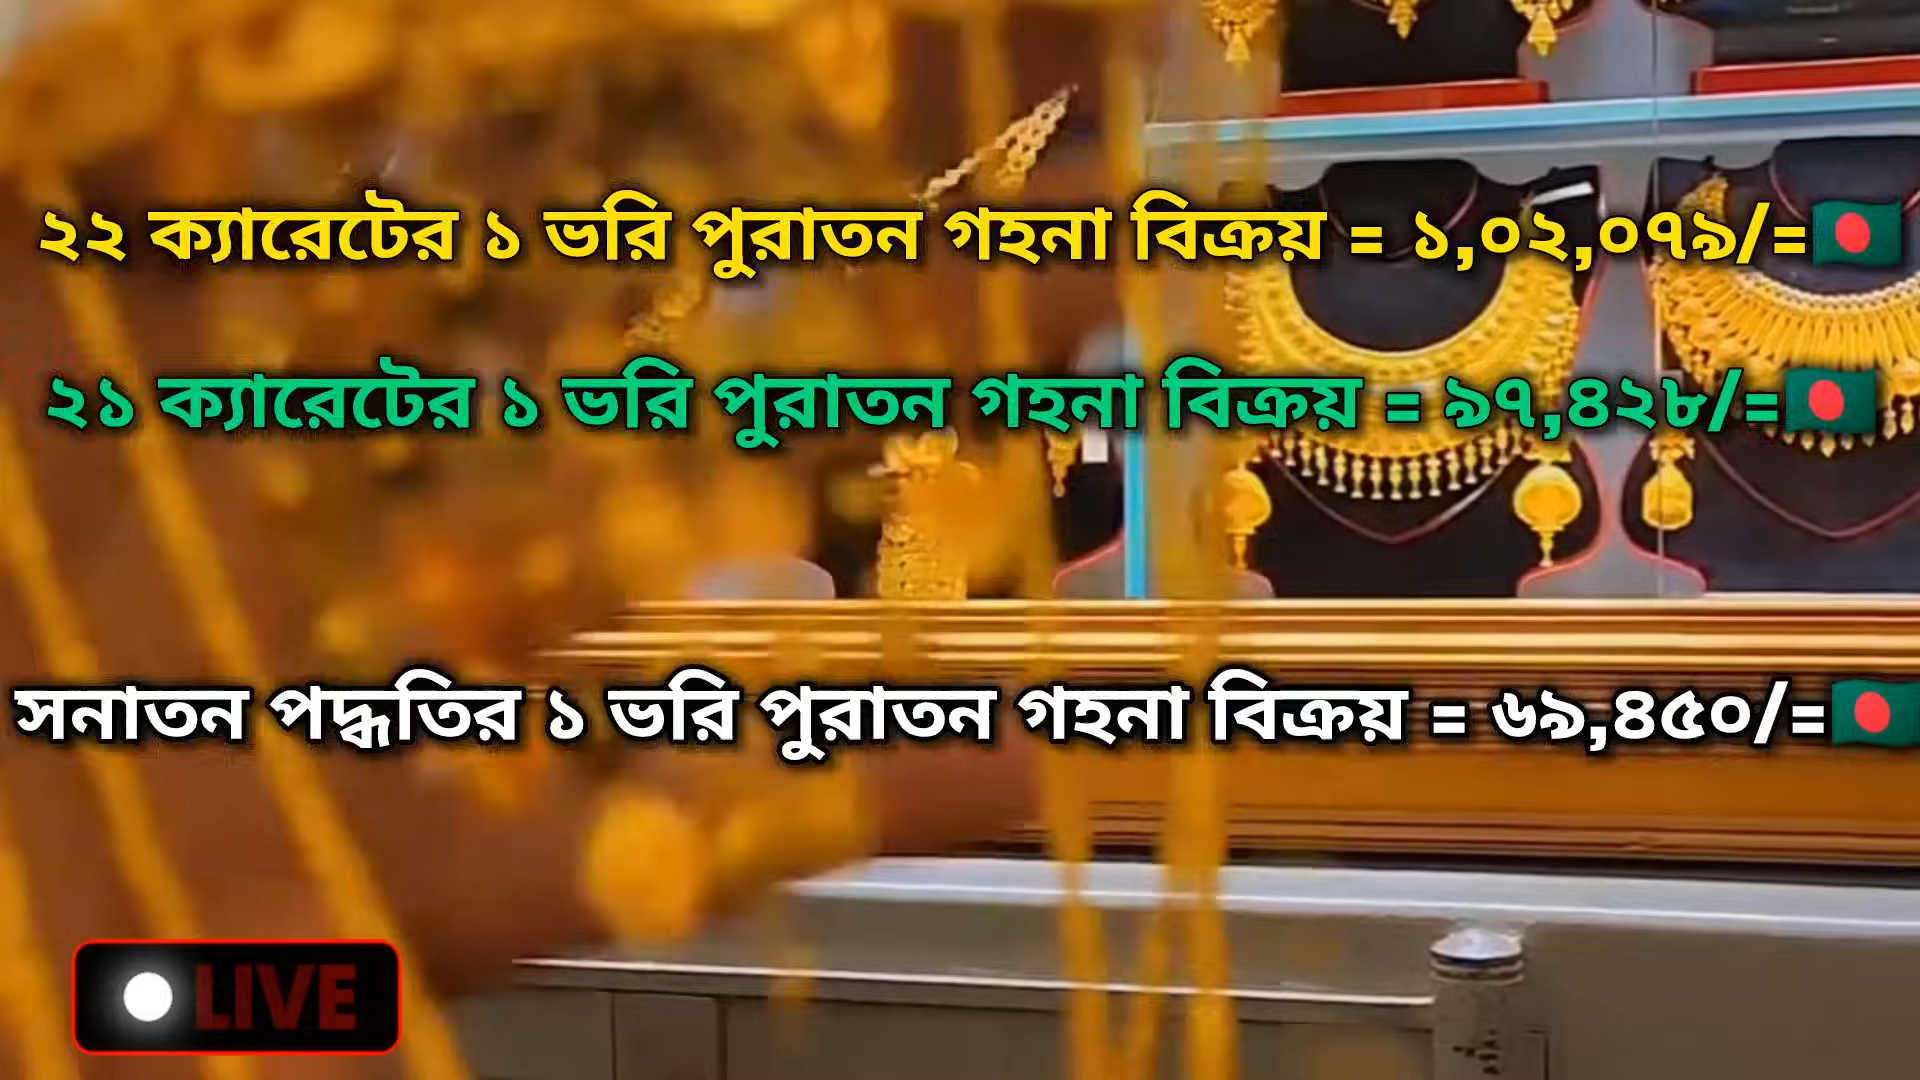 ২২ ক্যারেটের ১ ভরি পুরাতন গহনা বিক্রয় = ১,০২,০৭৯/=🇧🇩
২১ ক্যারেটের ১ ভরি পুরাতন গহনা বিক্রয় = ৯৭,৪২৮/=🇧🇩
সনাতন পদ্ধতির ১ ভরি পুরাতন গহনা বিক্রয় = ৬৯,৪৫০/=🇧🇩
LIVE